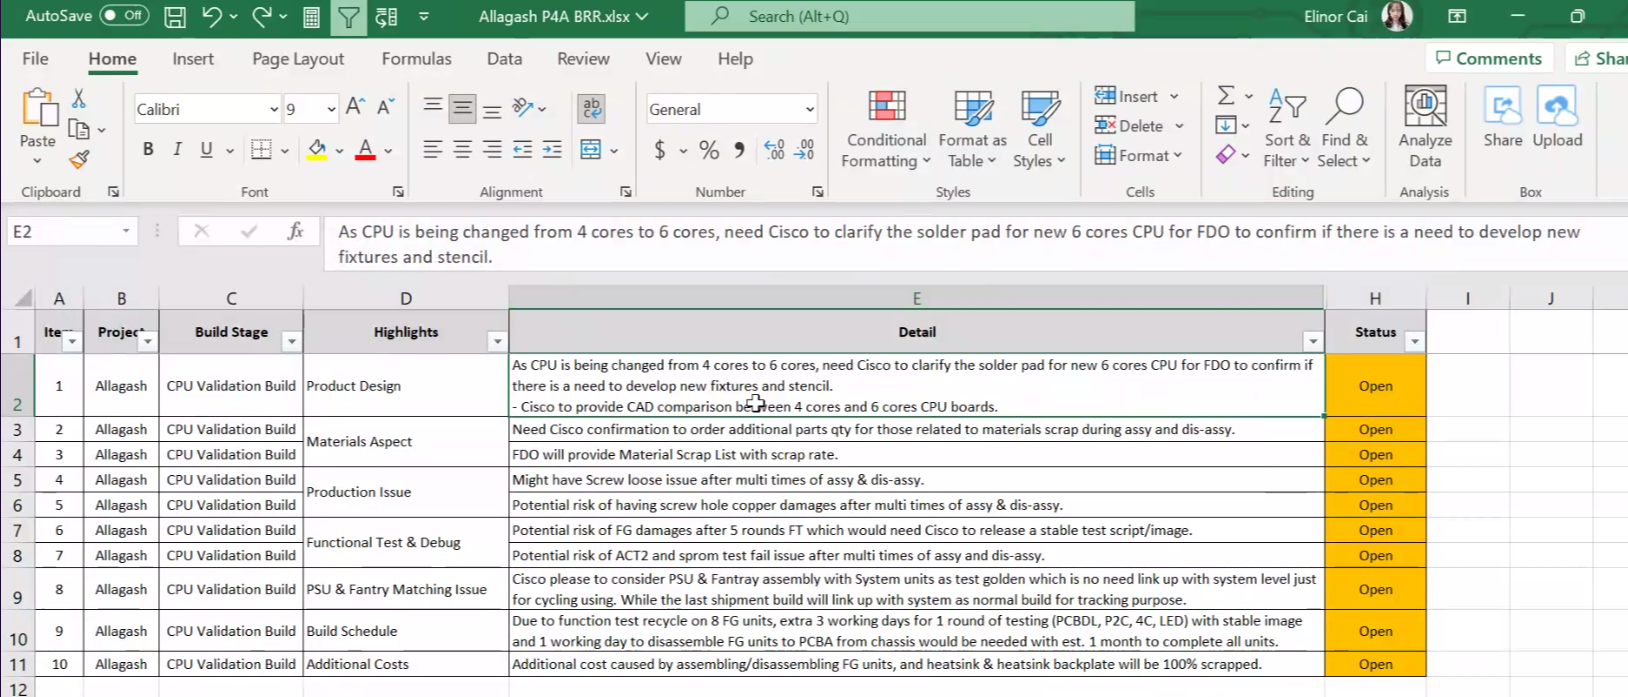 AutoSave Off Allagash P4A BRR.xlsx Search (Alt+Q) Elinor Cai
File Home Insert Page Layout Formulas Data Review View Help Comments Shar
Calibri 9 A A ab General Insert Σ
Paste Conditional Format as Cell Delete Sort & Find & Analyze Share Upload
B I U A $ % Formatting Table Styles Format Filter Select Data
Clipboard Font Alignment Number Styles Cells Editing Analysis Box
E2 fx As CPU is being changed from 4 cores to 6 cores, need Cisco to clarify the solder pad for new 6 cores CPU for FDO to confirm if there is a need to develop new
fixtures and stencil.
A B C D E H I J
1 Item Project Build Stage Highlights Detail Status
As CPU is being changed from 4 cores to 6 cores, need Cisco to clarify the solder pad for new 6 cores CPU for FDO to confirm if
2 1 Allagash CPU Validation Build Product Design there is a need to develop new fixtures and stencil. Open
- Cisco to provide CAD comparison between 4 cores and 6 cores CPU boards.
3 2 Allagash CPU Validation Build Materials Aspect Need Cisco confirmation to order additional parts qty for those related to materials scrap during assy and dis-assy. Open
4 3 Allagash CPU Validation Build FDO will provide Material Scrap List with scrap rate. Open
5 4 Allagash CPU Validation Build Production Issue Might have Screw loose issue after multi times of assy & dis-assy. Open
6 5 Allagash CPU Validation Build Potential risk of having screw hole copper damages after multi times of assy & dis-assy. Open
7 6 Allagash CPU Validation Build Functional Test & Debug Potential risk of FG damages after 5 rounds FT which would need Cisco to release a stable test script/image. Open
8 7 Allagash CPU Validation Build Potential risk of ACT2 and sprom test fail issue after multi times of assy and dis-assy. Open
9 8 Allagash CPU Validation Build PSU & Fantry Matching Issue Cisco please to consider PSU & Fantray assembly with System units as test golden which is no need link up with system level just Open
for cycling using. While the last shipment build will link up with system as normal build for tracking purpose.
10 9 Allagash CPU Validation Build Build Schedule Due to function test recycle on 8 FG units, extra 3 working days for 1 round of testing (PCBDL, P2C, 4C, LED) with stable image Open
and 1 working day to disassemble FG units to PCBA from chassis would be needed with est. 1 month to complete all units.
11 10 Allagash CPU Validation Build Additional Costs Additional cost caused by assembling/disassembling FG units, and heatsink & heatsink backplate will be 100% scrapped. Open
12